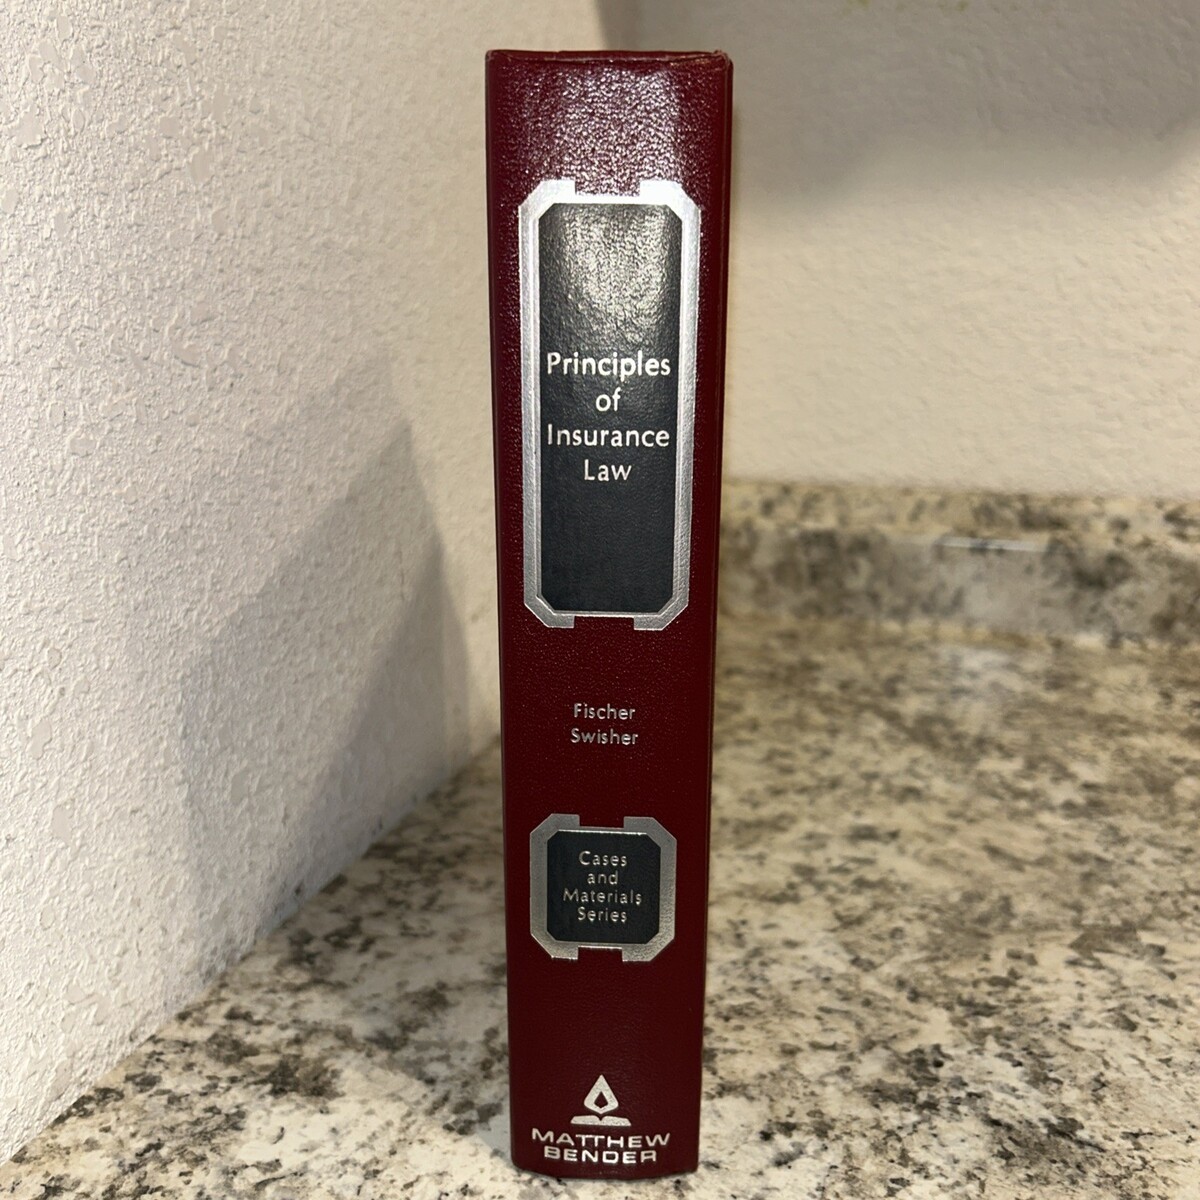 Principles
of
Insurance
Law
Fischer
Swisher
Cases
and
Materials
Series
MATTHEW
BENDER